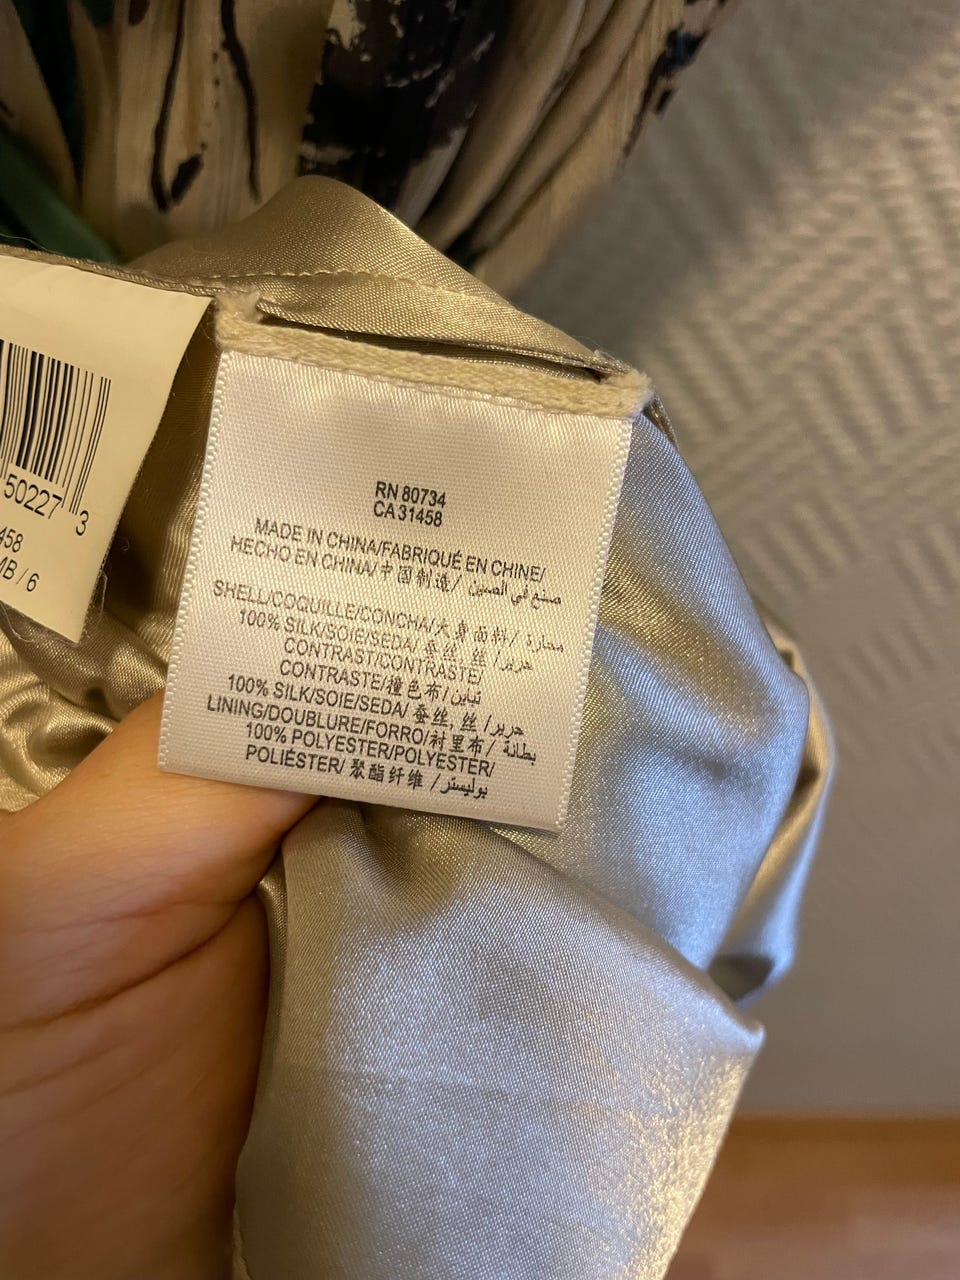 50227 3
458
MB / 6
RN 80734
CA 31458
MADE IN CHINA/FABRIQUÉ EN CHINE/
HECHO EN CHINA/中国制造/ صنع في الصين
SHELL/COQUILLE/CONCHA/大身面料/ محارة
100% SILK/SOIE/SEDA/蚕丝, 丝 /حرير
CONTRAST/CONTRASTE/
CONTRASTE/撞色布/تباين
100% SILK/SOIE/SEDA/ 蚕丝, 丝 /حرير
LINING/DOUBLURE/FORRO/衬里布/ بطانة
100% POLYESTER/POLYESTER/
POLIÉSTER/ 聚酯纤维 /بوليستر